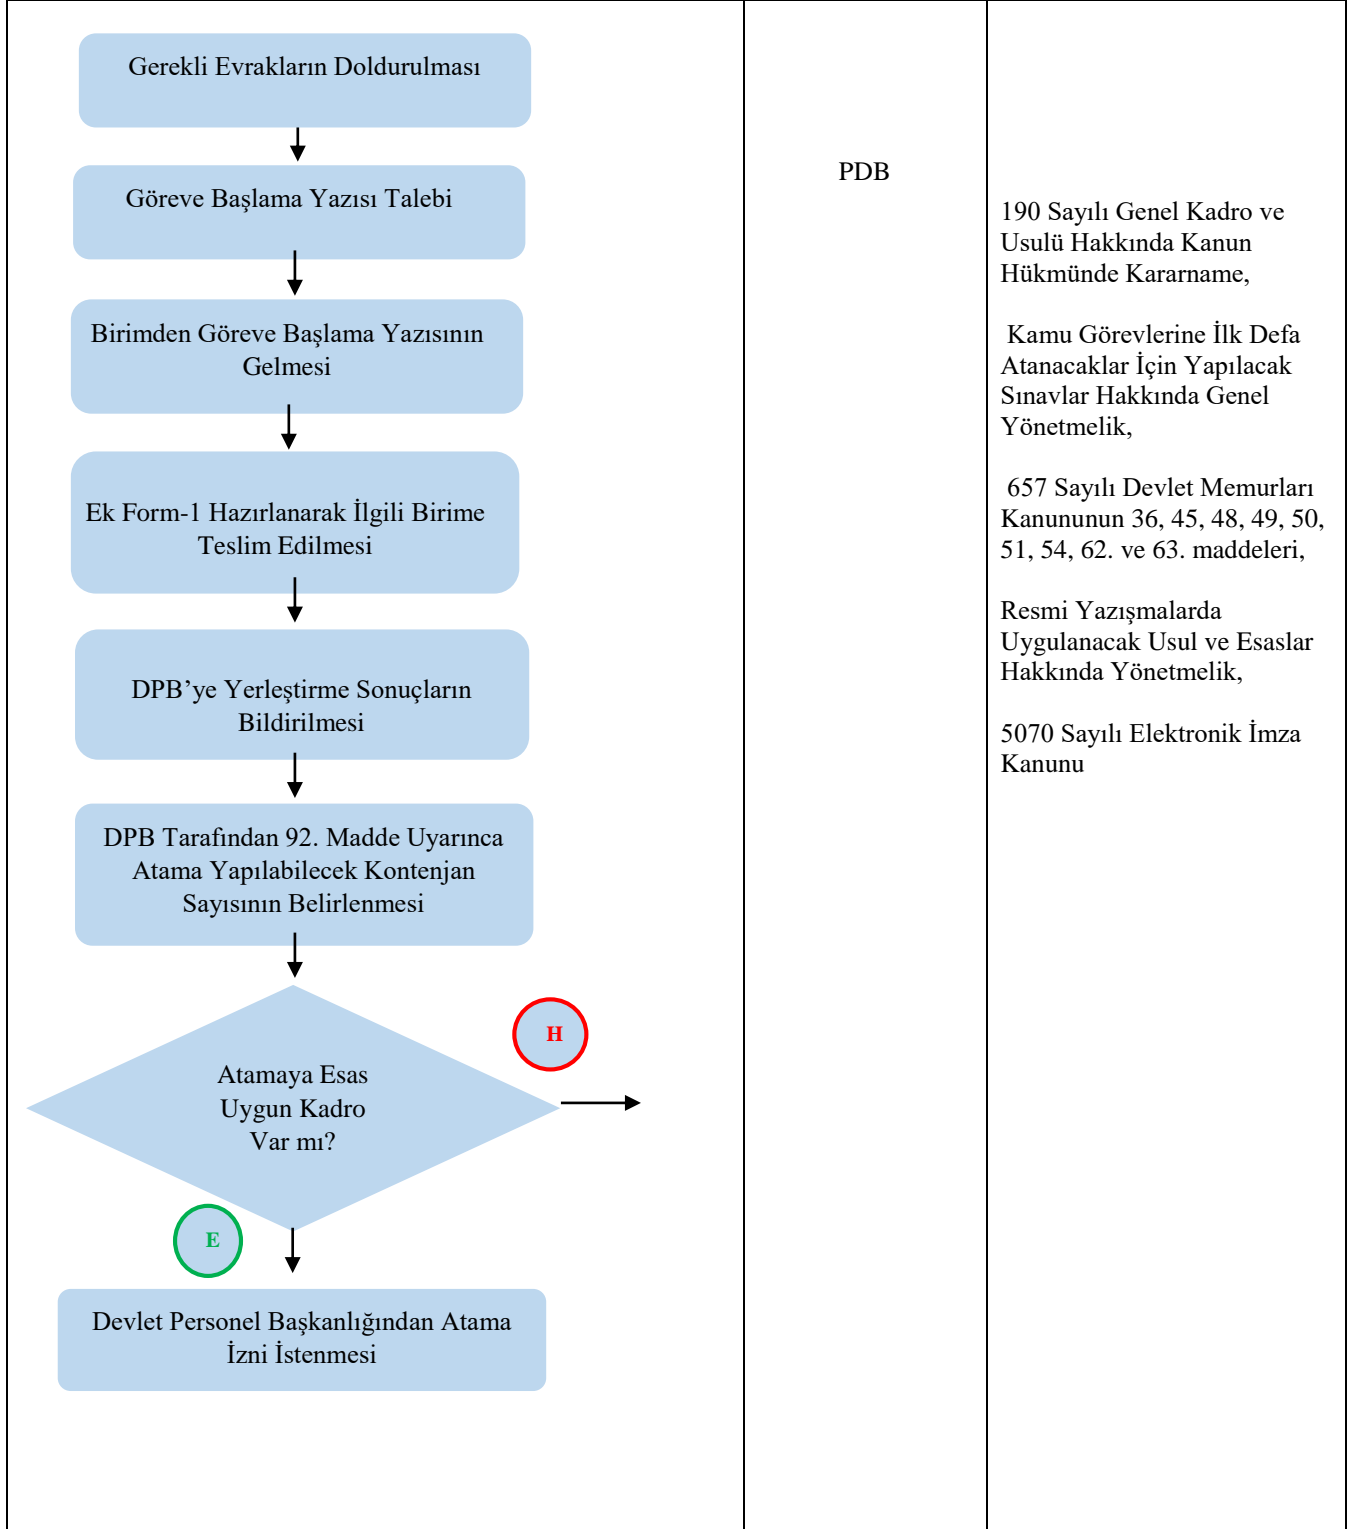 Gerekli Evrakların Doldurulması
Göreve Başlama Yazısı Talebi
Birimden Göreve Başlama Yazısının
Gelmesi
Ek Form-1 Hazırlanarak İlgili Birime
Teslim Edilmesi
DPB’ye Yerleştirme Sonuçların
Bildirilmesi
DPB Tarafından 92. Madde Uyarınca
Atama Yapılabilecek Kontenjan
Sayısının Belirlenmesi
H
Atamaya Esas
Uygun Kadro
Var mı?
E
Devlet Personel Başkanlığından Atama
İzni İstenmesi
PDB
190 Sayılı Genel Kadro ve
Usulü Hakkında Kanun
Hükmünde Kararname,
Kamu Görevlerine İlk Defa
Atanacaklar İçin Yapılacak
Sınavlar Hakkında Genel
Yönetmelik,
657 Sayılı Devlet Memurları
Kanununun 36, 45, 48, 49, 50,
51, 54, 62. ve 63. maddeleri,
Resmi Yazışmalarda
Uygulanacak Usul ve Esaslar
Hakkında Yönetmelik,
5070 Sayılı Elektronik İmza
Kanunu